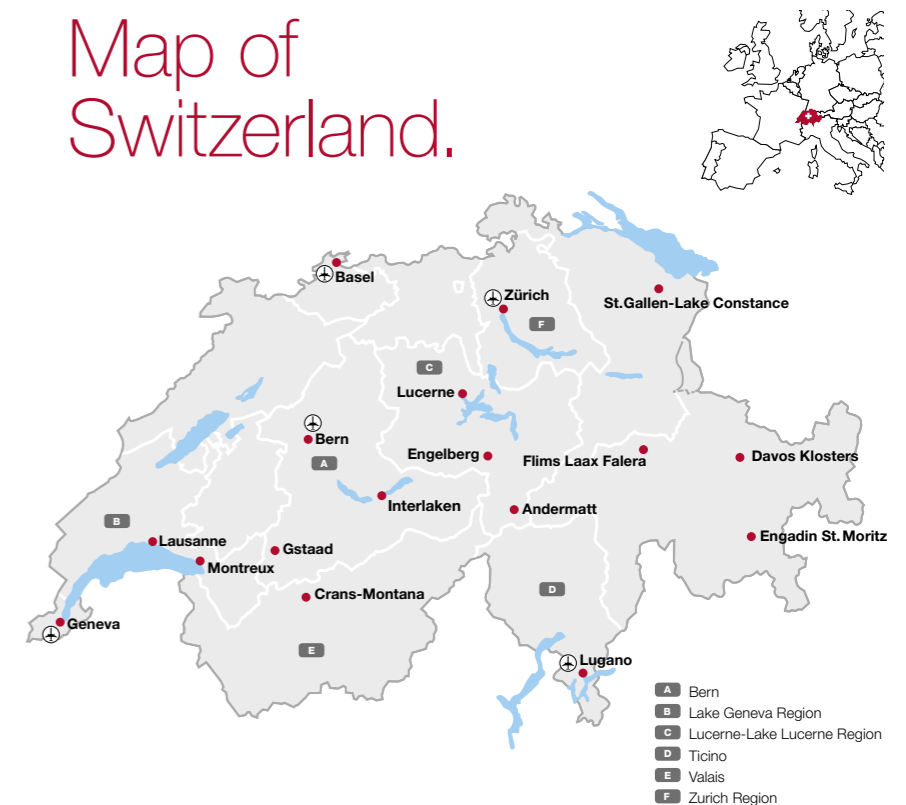 Map of
Switzerland.
Basel
Zürich
St.Gallen-Lake Constance
F
C
Lucerne
Bern
Engelberg
Flims Laax Falera
Davos Klosters
A
Interlaken
Andermatt
B
Lausanne
Gstaad
Engadin St. Moritz
Montreux
Crans-Montana
D
Geneva
E
Lugano
A Bern
B Lake Geneva Region
C Lucerne-Lake Lucerne Region
D Ticino
E Valais
F Zurich Region